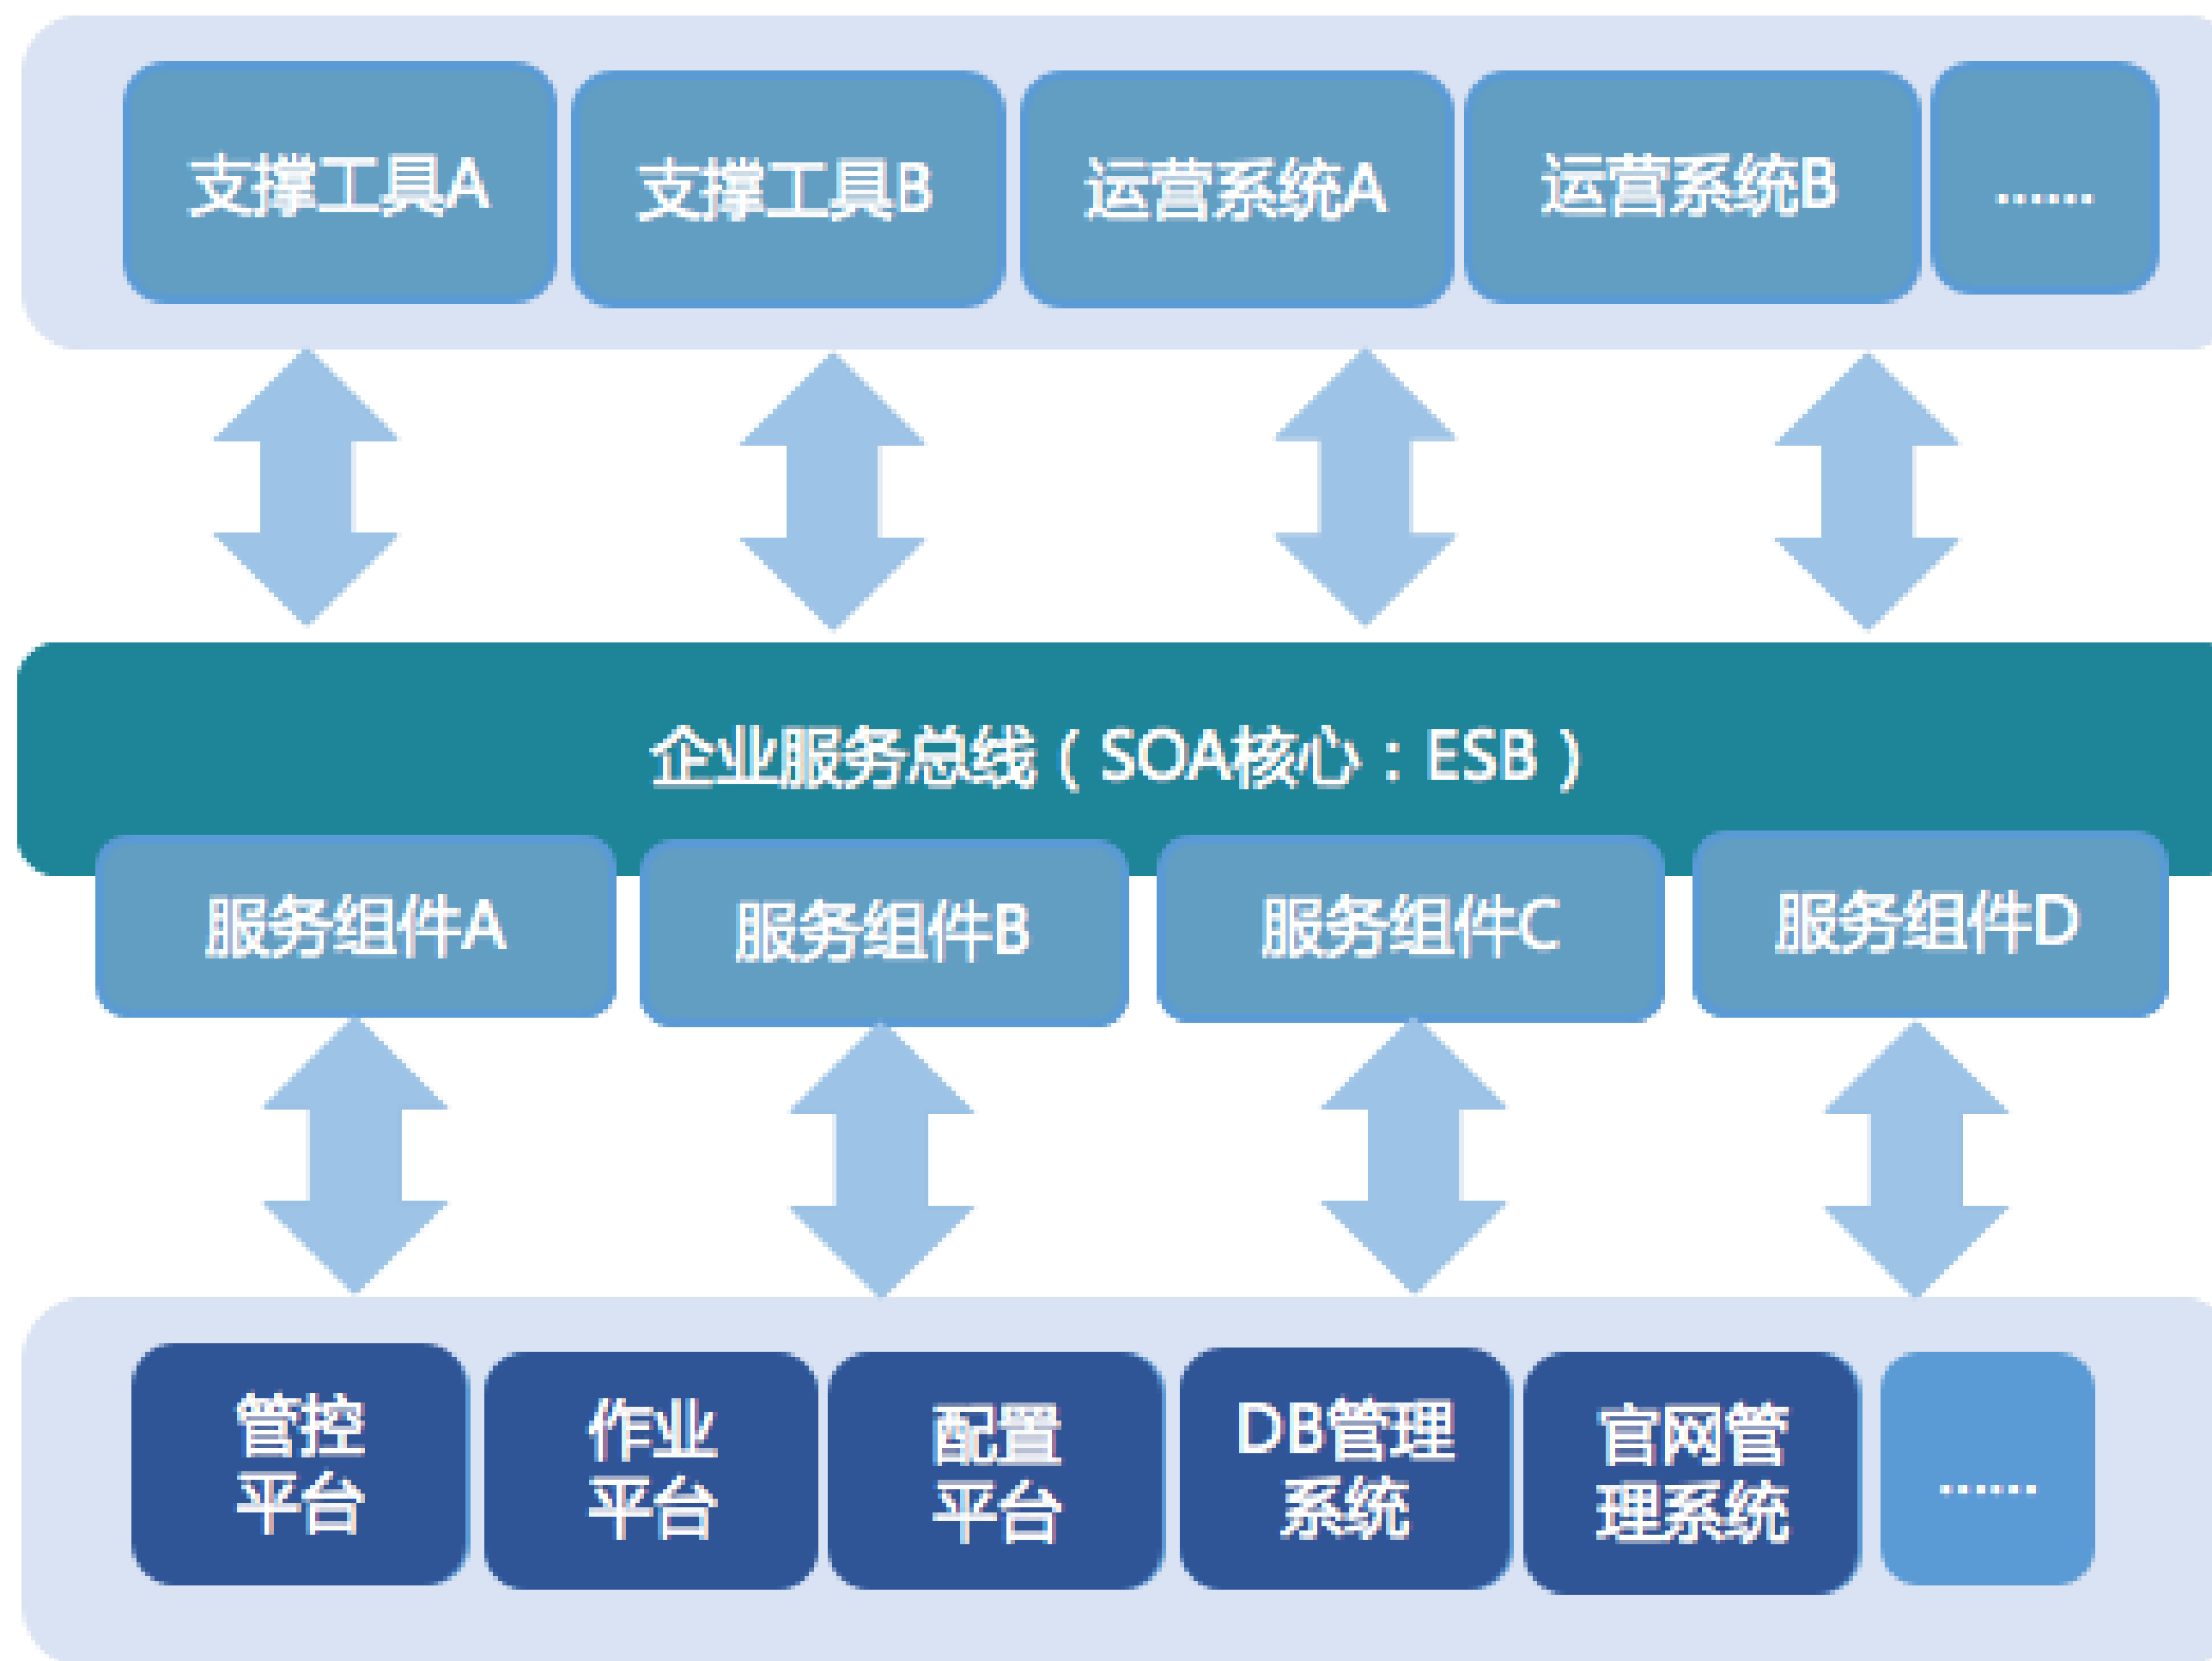 支撑工具A
支撑工具B
运营系统A
运营系统B
......
企业服务总线（SOA核心：ESB）
服务组件A
服务组件B
服务组件C
服务组件D
管控
平台
作业
平台
配置
平台
DB管理
系统
官网管
理系统
......